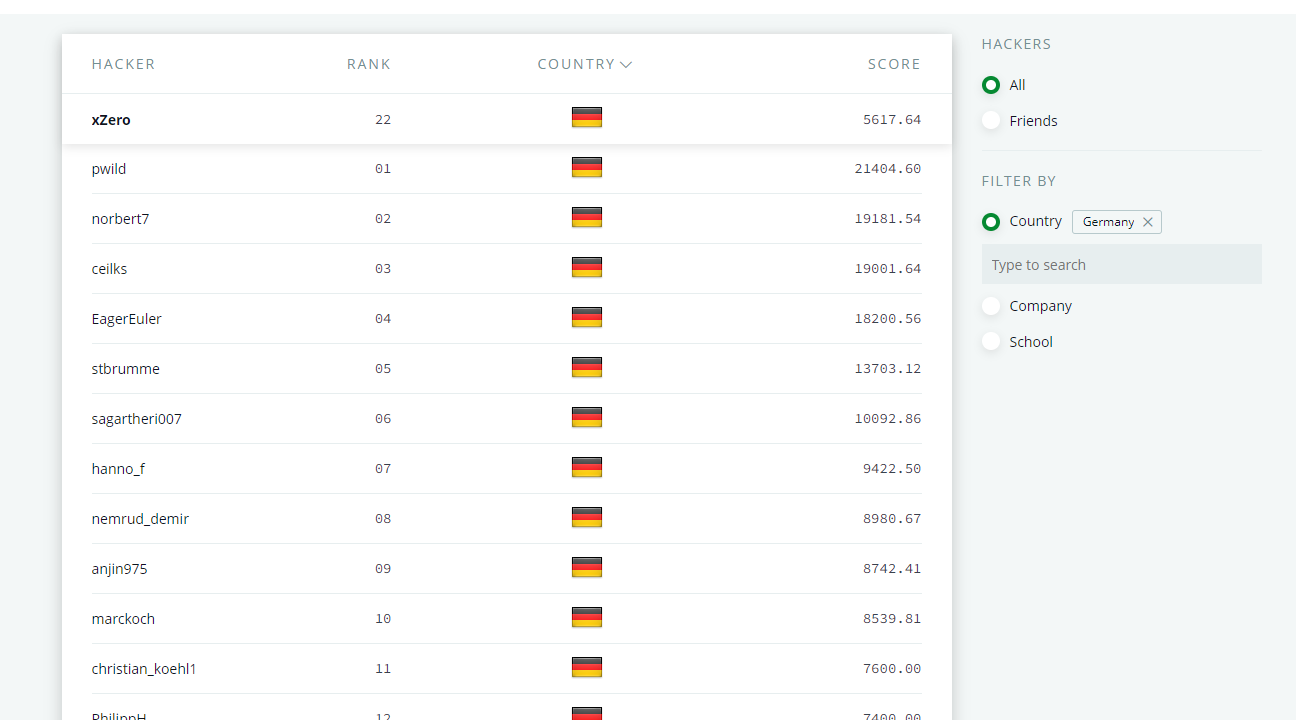 HACKER RANK COUNTRY SCORE
xZero 22 5617.64
pwild 01 21404.60
norbert7 02 19181.54
ceilks 03 19001.64
EagerEuler 04 18200.56
stbrumme 05 13703.12
sagartheri007 06 10092.86
hanno_f 07 9422.50
nemrud_demir 08 8980.67
anjin975 09 8742.41
marckoch 10 8539.81
christian_koehl1 11 7600.00
PhilippH 12 7400.00
HACKERS
All
Friends
FILTER BY
Country Germany
Type to search
Company
School